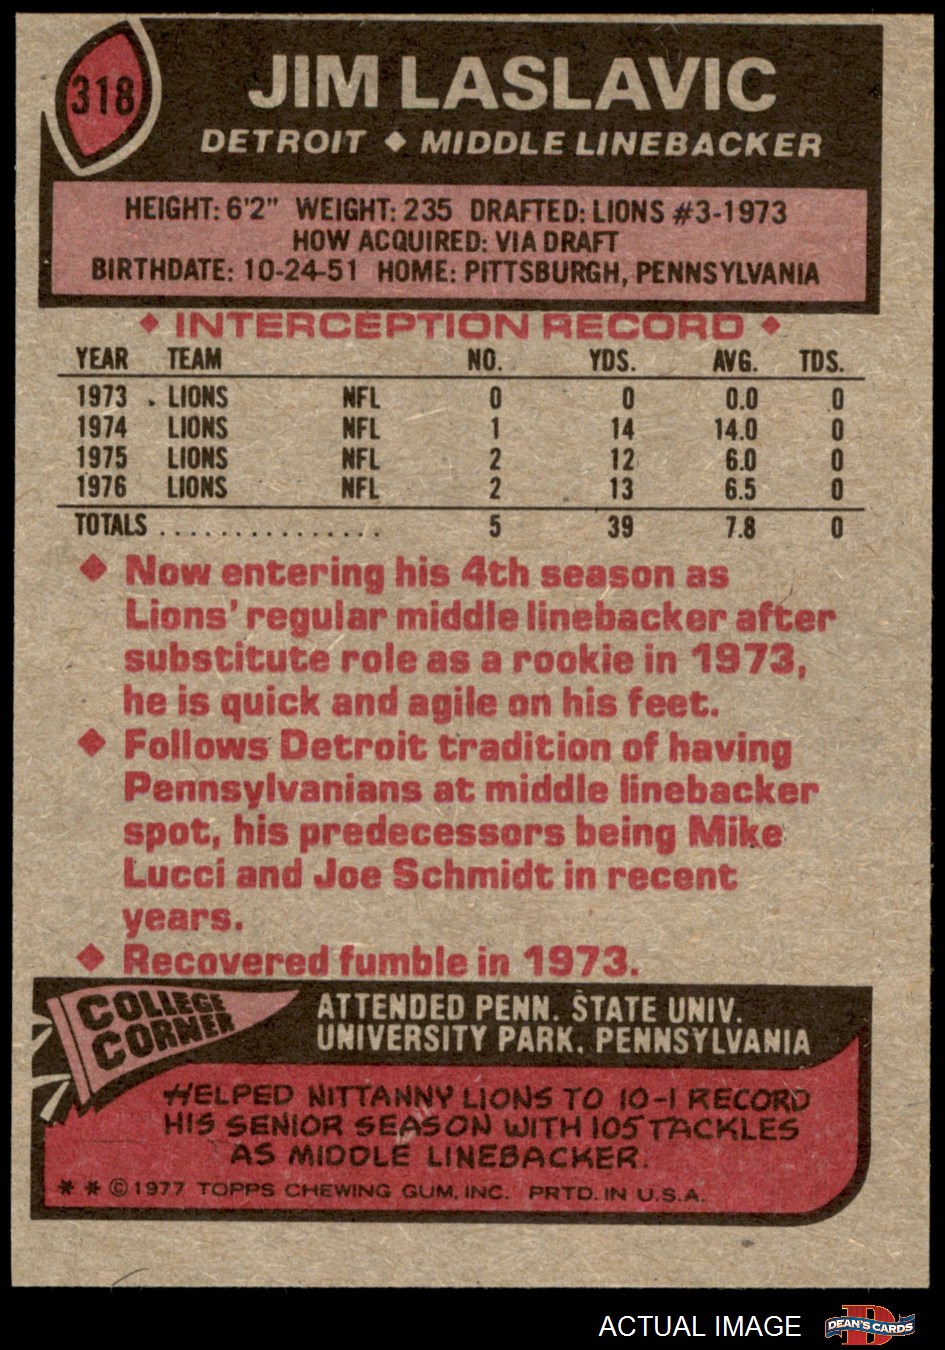 318
JIM LASLAVIC
DETROIT ◆ MIDDLE LINEBACKER
HEIGHT: 6'2" WEIGHT: 235 DRAFTED: LIONS #3-1973
HOW ACQUIRED: VIA DRAFT
BIRTHDATE: 10-24-51 HOME: PITTSBURGH, PENNSYLVANIA
◆ INTERCEPTION RECORD ◆
YEAR TEAM NO. YDS. AVG. TDS.
1973 LIONS NFL 0 0 0.0 0
1974 LIONS NFL 1 14 14.0 0
1975 LIONS NFL 2 12 6.0 0
1976 LIONS NFL 2 13 6.5 0
TOTALS ............... 5 39 7.8 0
◆ Now entering his 4th season as
Lions' regular middle linebacker after
substitute role as a rookie in 1973,
he is quick and agile on his feet.
◆ Follows Detroit tradition of having
Pennsylvanians at middle linebacker
spot, his predecessors being Mike
Lucci and Joe Schmidt in recent
years.
◆ Recovered fumble in 1973.
COLLEGE
CORNER
ATTENDED PENN. STATE UNIV.
UNIVERSITY PARK, PENNSYLVANIA
HELPED NITTANNY LIONS TO 10-1 RECORD
HIS SENIOR SEASON WITH 105 TACKLES
AS MIDDLE LINEBACKER.
* * © 1977 TOPPS CHEWING GUM, INC. PRTD. IN U.S.A.
ACTUAL IMAGE
D
DEAN'S CARDS